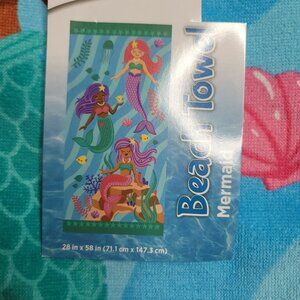 Beach Towel
Mermaid
28 in x 58 in (71.1 cm x 147.3 cm)